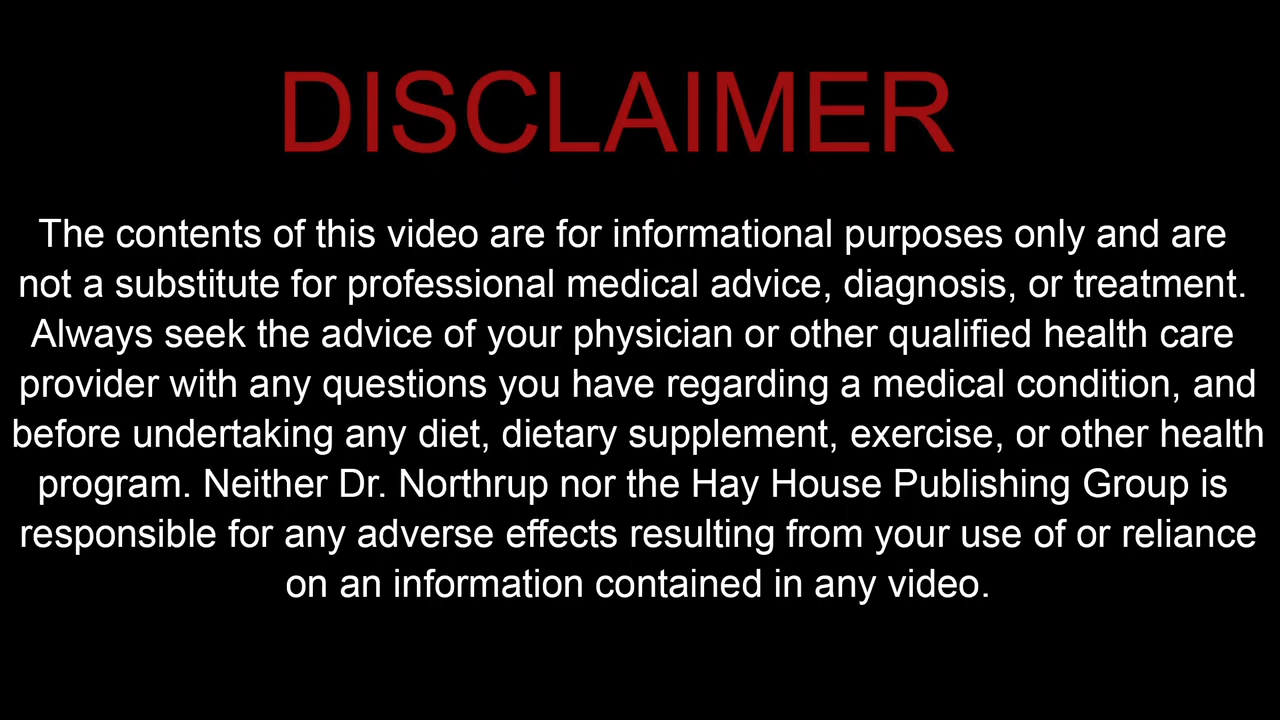 DISCLAIMER
The contents of this video are for informational purposes only and are
not a substitute for professional medical advice, diagnosis, or treatment.
Always seek the advice of your physician or other qualified health care
provider with any questions you have regarding a medical condition, and
before undertaking any diet, dietary supplement, exercise, or other health
program. Neither Dr. Northrup nor the Hay House Publishing Group is
responsible for any adverse effects resulting from your use of or reliance
on an information contained in any video.